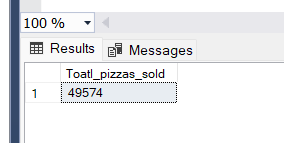 100 %
Results Messages
Toatl_pizzas_sold
1 49574